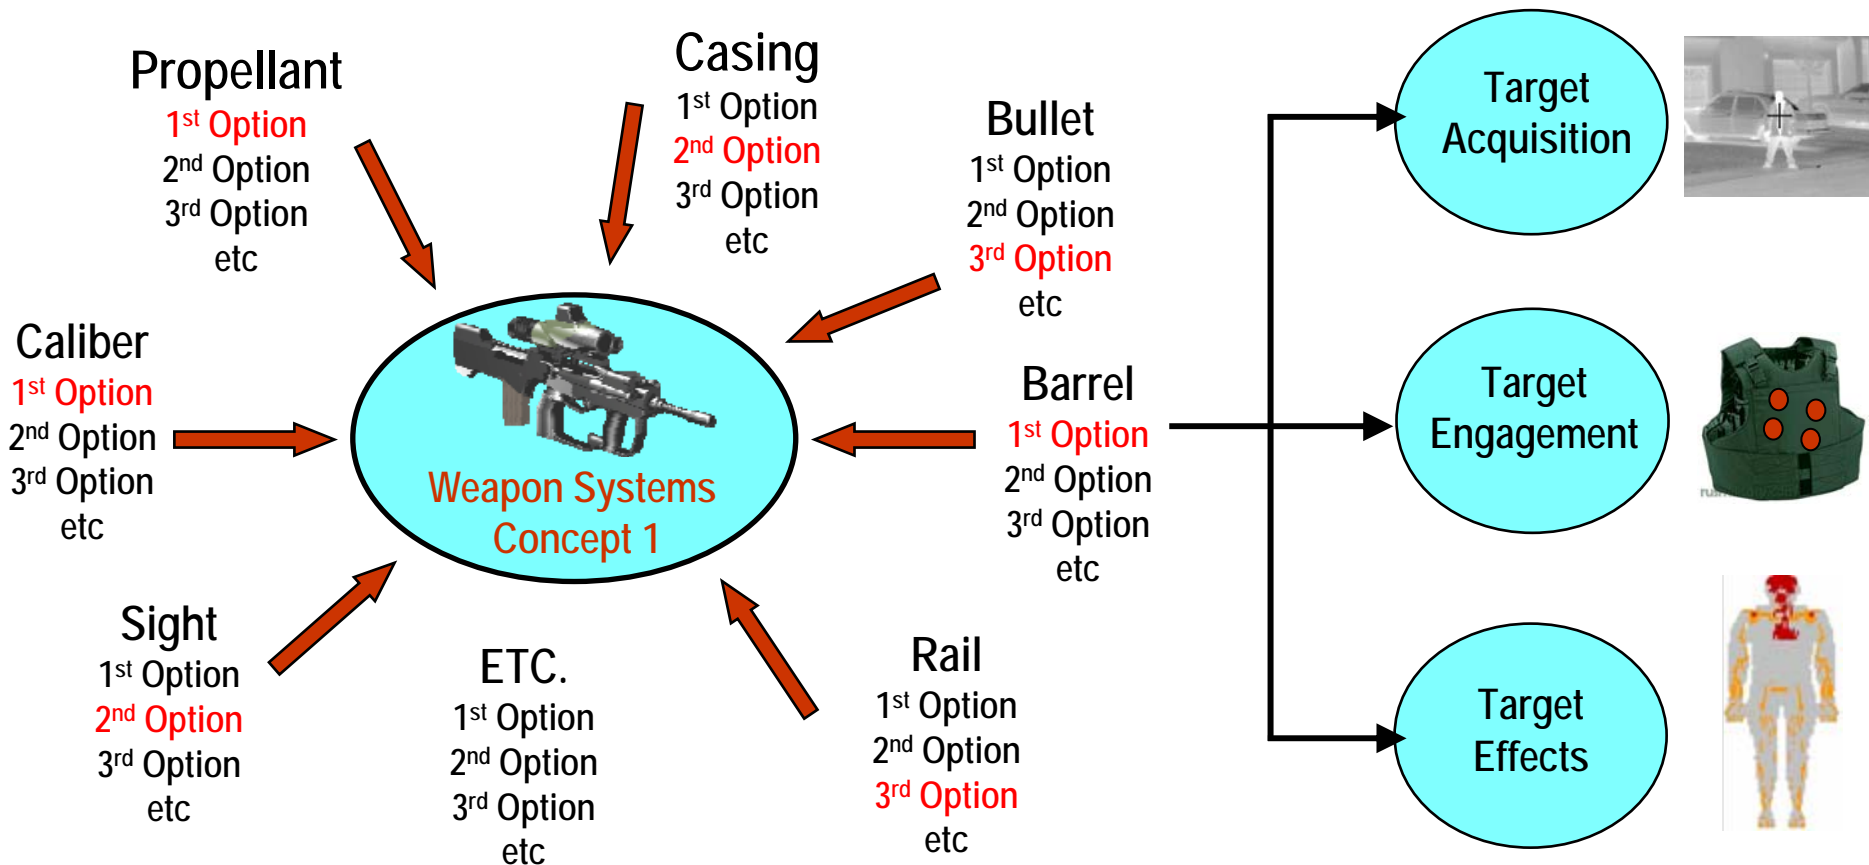 Propellant
1st Option
2nd Option
3rd Option
etc
Casing
1st Option
2nd Option
3rd Option
etc
Bullet
1st Option
2nd Option
3rd Option
etc
Caliber
1st Option
2nd Option
3rd Option
etc
Weapon Systems
Concept 1
Barrel
1st Option
2nd Option
3rd Option
etc
Sight
1st Option
2nd Option
3rd Option
etc
ETC.
1st Option
2nd Option
3rd Option
etc
Rail
1st Option
2nd Option
3rd Option
etc
Target
Acquisition
Target
Engagement
Target
Effects